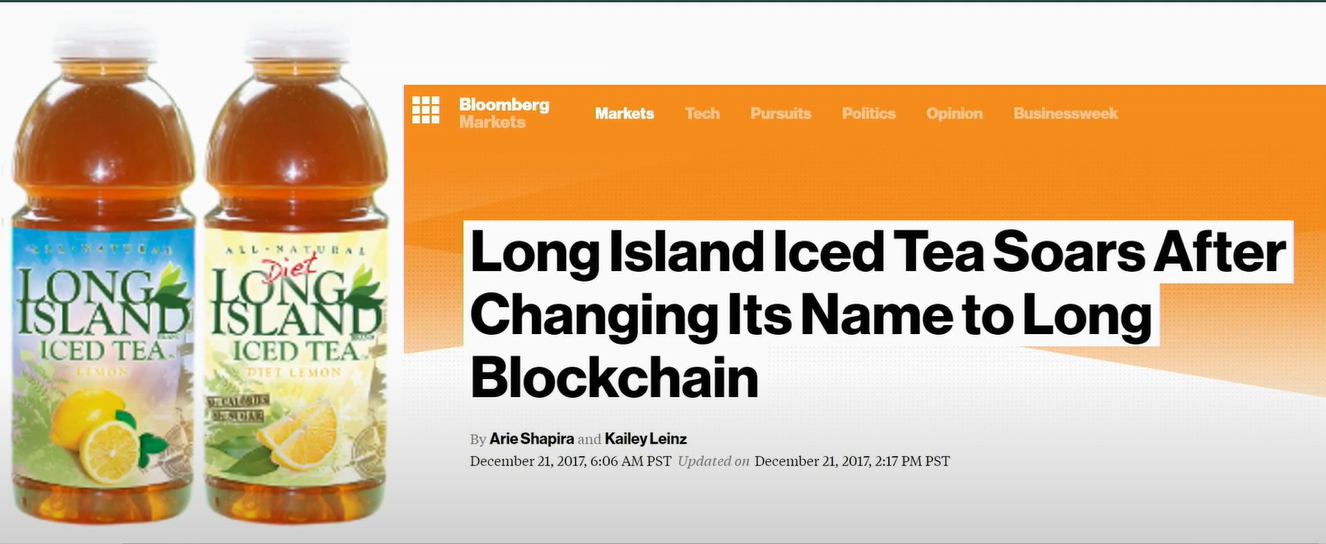 ALL-NATURAL
LONG
ISLAND
ICED TEA
LEMON
ALL-NATURAL
Diet
LONG
ISLAND
ICED TEA
DIET LEMON
Bloomberg
Markets
Markets Tech Pursuits Politics Opinion Businessweek
Long Island Iced Tea Soars After
Changing Its Name to Long
Blockchain
By Arie Shapira and Kailey Leinz
December 21, 2017, 6:06 AM PST Updated on December 21, 2017, 2:17 PM PST